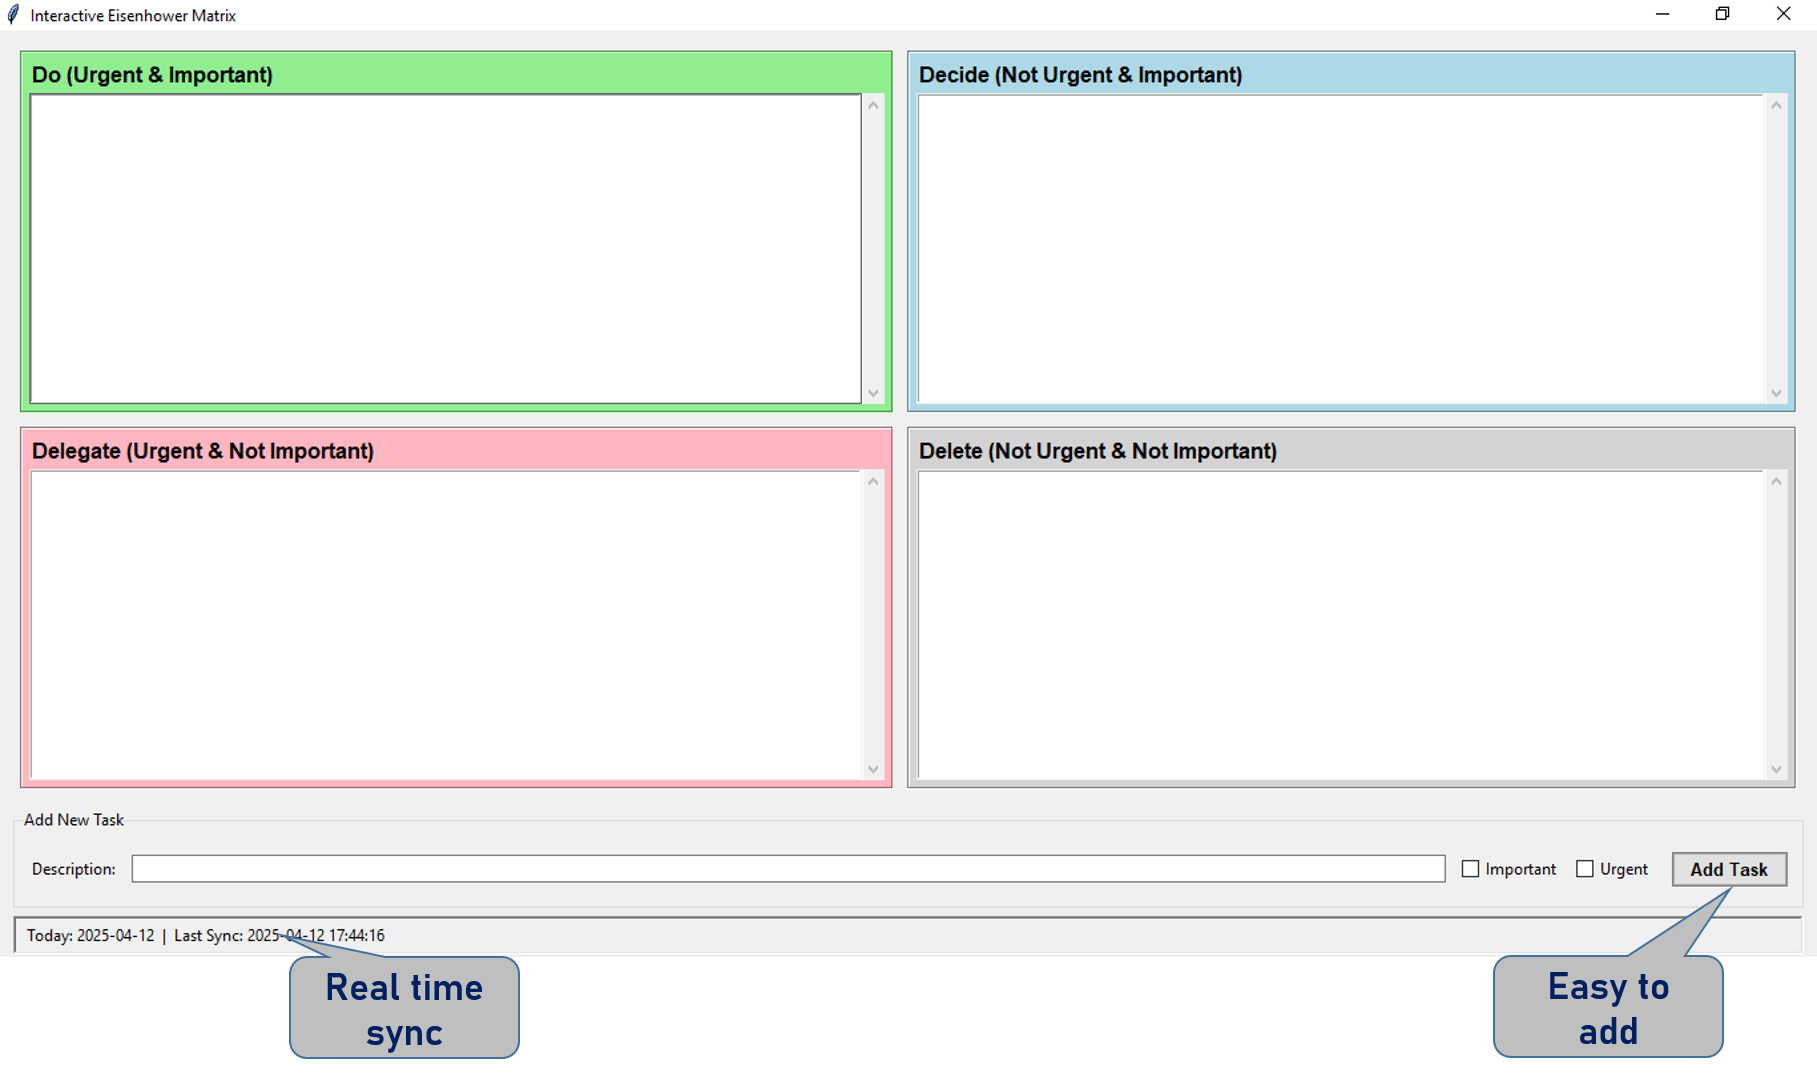 Interactive Eisenhower Matrix
Do (Urgent & Important)
Decide (Not Urgent & Important)
Delegate (Urgent & Not Important)
Delete (Not Urgent & Not Important)
Add New Task
Description:
Important
Urgent
Add Task
Today: 2025-04-12 | Last Sync: 2025-04-12 17:44:16
Real time
sync
Easy to
add